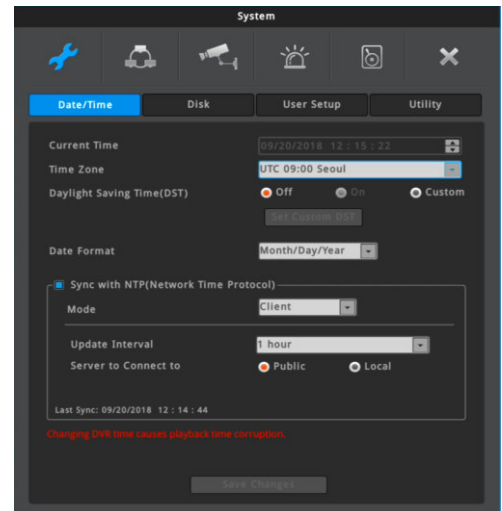 System
Date/Time Disk User Setup Utility
Current Time 09/20/2018 12 : 15 : 22
Time Zone UTC 09:00 Seoul
Daylight Saving Time(DST) Off On Custom
Set Custom DST
Date Format Month/Day/Year
Sync with NTP(Network Time Protocol)
Mode Client
Update Interval 1 hour
Server to Connect to Public Local
Last Sync: 09/20/2018 12 : 14 : 44
Changing DVR time causes playback time corruption.
Save Changes